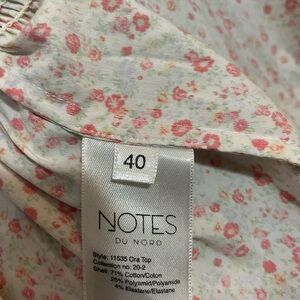 40
NOTES
DU NORD
Style: 11535 Ora Top
Collection no: 20-2
Shell: 71% Cotton/Coton
25% Polyamid/Polyamide
4% Elastane/Elastane